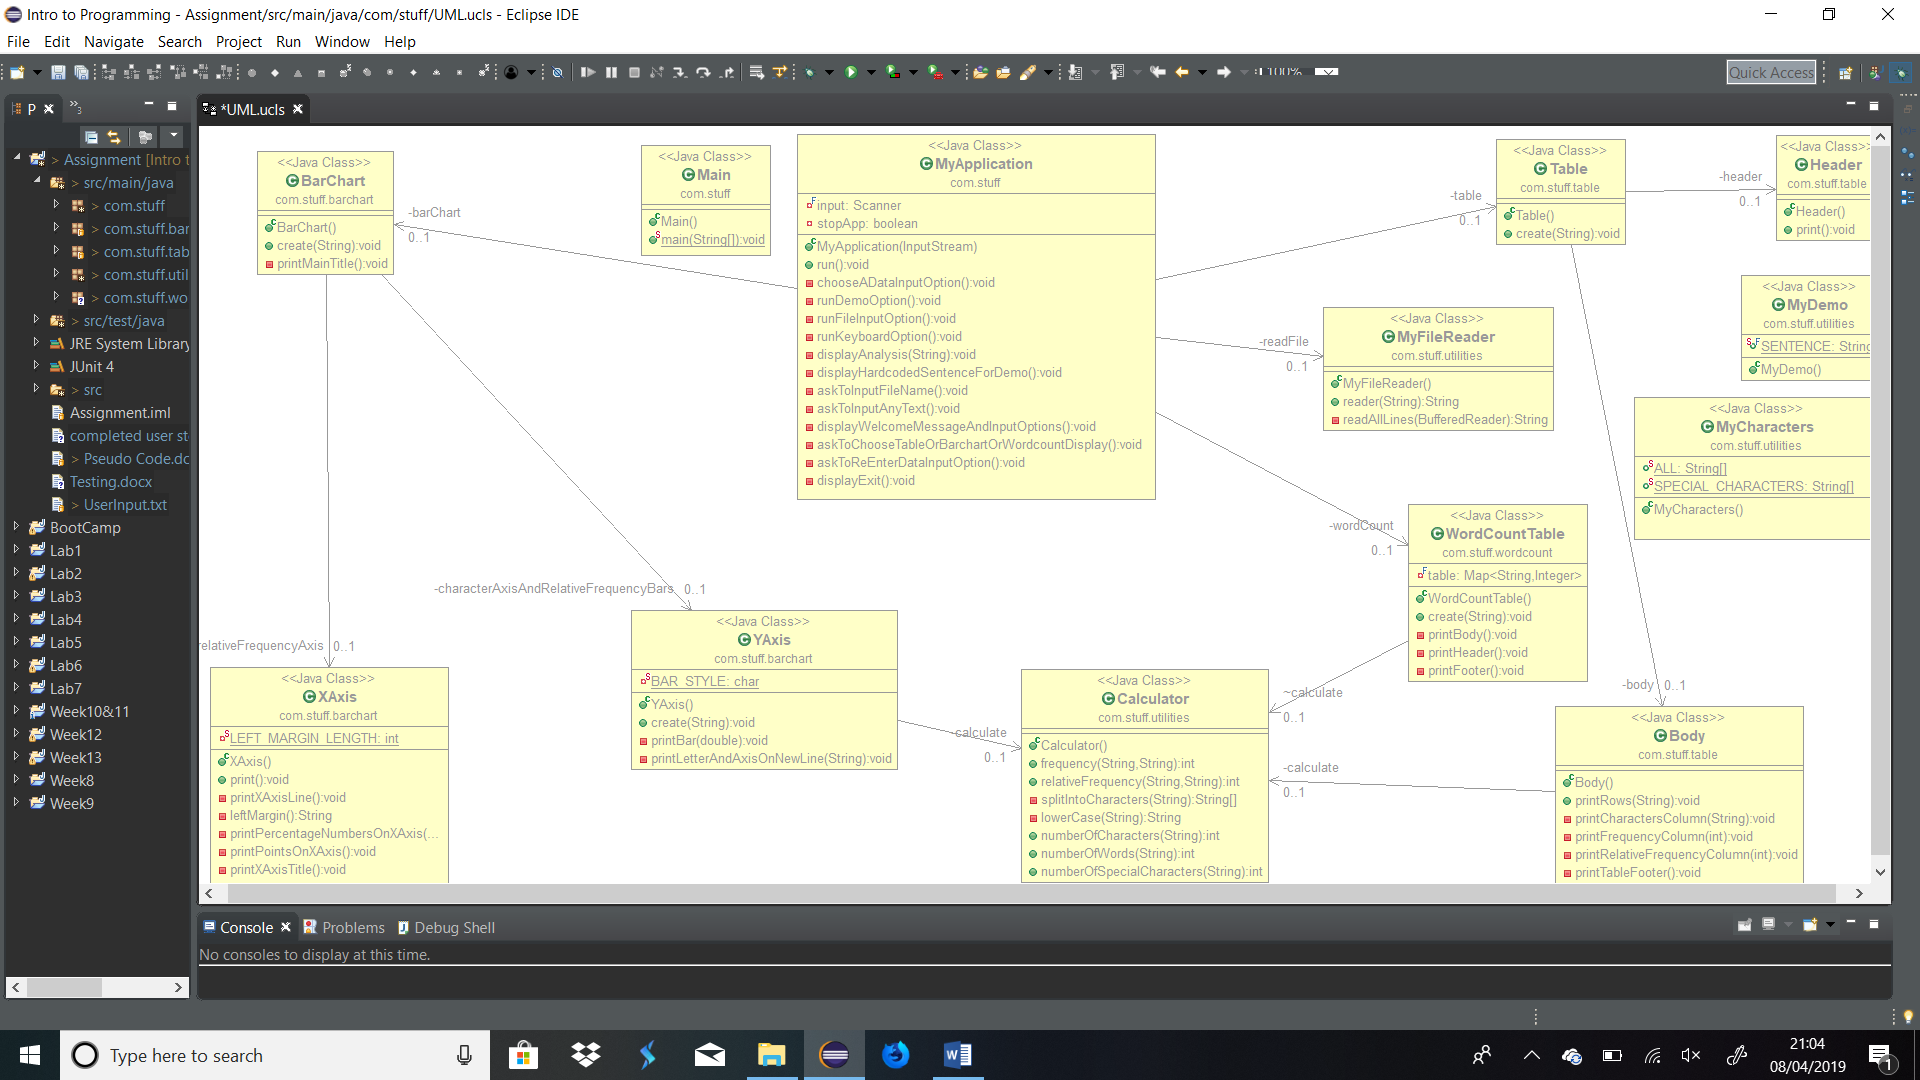 Intro to Programming - Assignment/src/main/java/com/stuff/UML.ucls - Eclipse IDE
File Edit Navigate Search Project Run Window Help
100%
Quick Access
P
3
*UML.ucls
> Assignment [Intro t
> src/main/java
> com.stuff
> com.stuff.bar
> com.stuff.tab
> com.stuff.util
> com.stuff.wo
> src/test/java
JRE System Library
JUnit 4
> src
Assignment.iml
completed user st
> Pseudo Code.dc
Testing.docx
> UserInput.txt
BootCamp
Lab1
Lab2
Lab3
Lab4
Lab5
Lab6
Lab7
Week10&11
Week12
Week13
Week8
Week9
<<Java Class>>
BarChart
com.stuff.barchart
BarChart()
create(String):void
printMainTitle():void
-barChart
0..1
<<Java Class>>
Main
com.stuff
Main()
main(String[]):void
<<Java Class>>
MyApplication
com.stuff
input: Scanner
stopApp: boolean
MyApplication(InputStream)
run():void
chooseADataInputOption():void
runDemoOption():void
runFileInputOption():void
runKeyboardOption():void
displayAnalysis(String):void
displayHardcodedSentenceForDemo():void
askToInputFileName():void
askToInputAnyText():void
displayWelcomeMessageAndInputOptions():void
askToChooseTableOrBarchartOrWordcountDisplay():void
askToReEnterDataInputOption():void
displayExit():void
-table
0..1
<<Java Class>>
Table
com.stuff.table
Table()
create(String):void
-header
0..1
<<Java Class>>
Header
com.stuff.table
Header()
print():void
<<Java Class>>
MyDemo
com.stuff.utilities
SENTENCE: String
MyDemo()
-readFile
0..1
<<Java Class>>
MyFileReader
com.stuff.utilities
MyFileReader()
reader(String):String
readAllLines(BufferedReader):String
<<Java Class>>
MyCharacters
com.stuff.utilities
ALL: String[]
SPECIAL_CHARACTERS: String[]
MyCharacters()
-wordCount
0..1
<<Java Class>>
WordCountTable
com.stuff.wordcount
table: Map<String,Integer>
WordCountTable()
create(String):void
printBody():void
printHeader():void
printFooter():void
-characterAxisAndRelativeFrequencyBars
0..1
<<Java Class>>
YAxis
com.stuff.barchart
BAR_STYLE: char
YAxis()
create(String):void
printBar(double):void
printLetterAndAxisOnNewLine(String):void
relativeFrequencyAxis
0..1
<<Java Class>>
XAxis
com.stuff.barchart
LEFT_MARGIN_LENGTH: int
XAxis()
print():void
printXAxisLine():void
leftMargin():String
printPercentageNumbersOnXAxis(...
printPointsOnXAxis():void
printXAxisTitle():void
-calculate
0..1
<<Java Class>>
Calculator
com.stuff.utilities
Calculator()
frequency(String,String):int
relativeFrequency(String,String):int
splitIntoCharacters(String):String[]
lowerCase(String):String
numberOfCharacters(String):int
numberOfWords(String):int
numberOfSpecialCharacters(String):int
~calculate
0..1
-calculate
0..1
-body
0..1
<<Java Class>>
Body
com.stuff.table
Body()
printRows(String):void
printCharactersColumn(String):void
printFrequencyColumn(int):void
printRelativeFrequencyColumn(int):void
printTableFooter():void
Console Problems Debug Shell
No consoles to display at this time.
Type here to search
21:04
08/04/2019
1